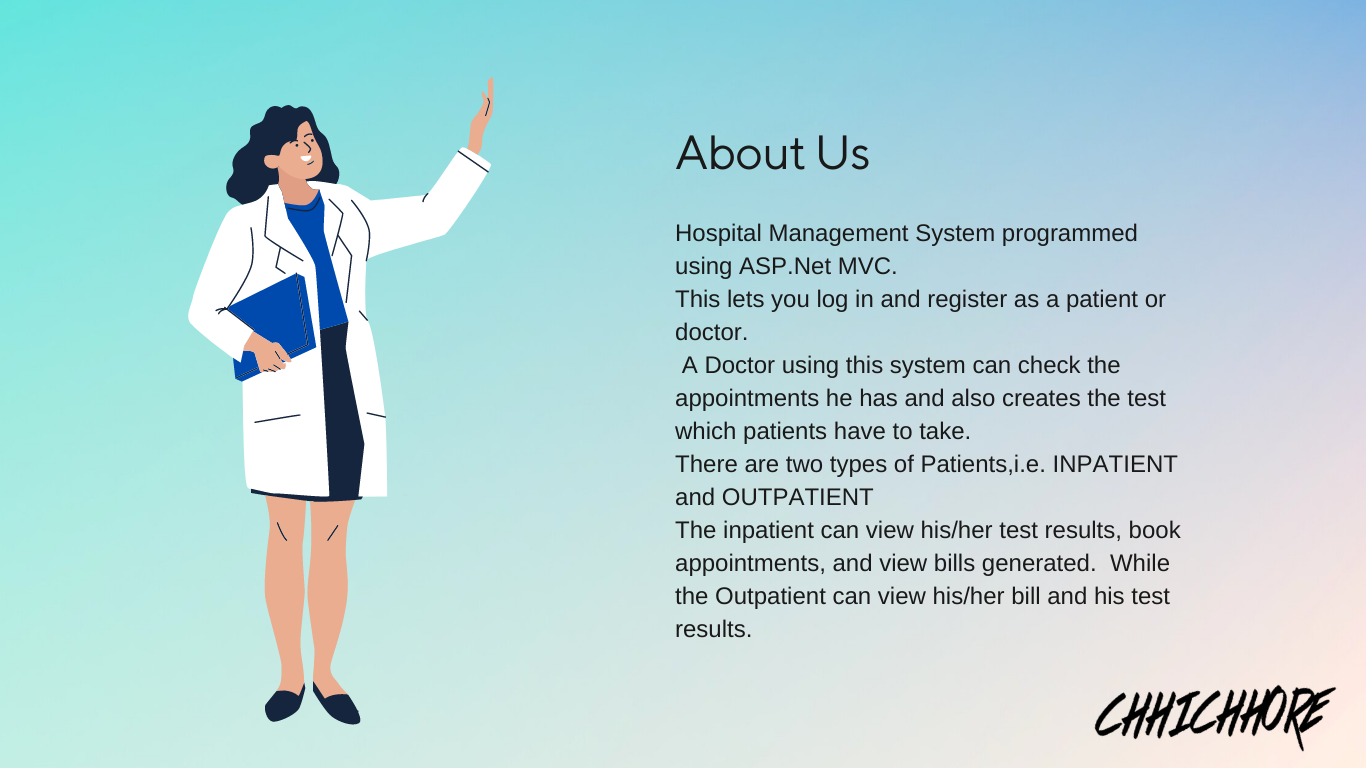 About Us
Hospital Management System programmed
using ASP.Net MVC.
This lets you log in and register as a patient or
doctor.
A Doctor using this system can check the
appointments he has and also creates the test
which patients have to take.
There are two types of Patients,i.e. INPATIENT
and OUTPATIENT
The inpatient can view his/her test results, book
appointments, and view bills generated.  While
the Outpatient can view his/her bill and his test
results.
CHHICHHORE